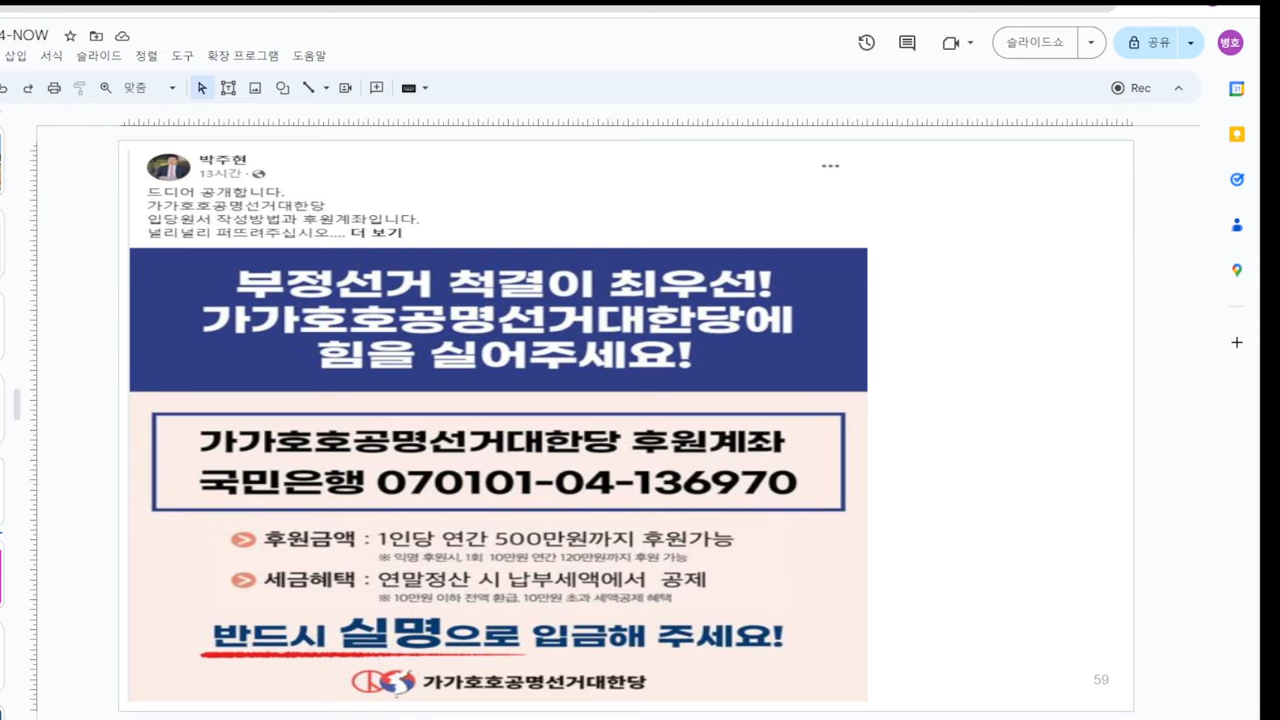 4-NOW
삽입 서식 슬라이드 정렬 도구 확장 프로그램 도움말
슬라이드쇼
공유
병호
맞춤
Rec
31
박주현
13시간
드디어 공개합니다.
가가호호공명선거대한당
입당원서 작성방법과 후원계좌입니다.
널리널리 퍼뜨려주십시오.... 더 보기
부정선거 척결이 최우선!
가가호호공명선거대한당에
힘을 실어주세요!
가가호호공명선거대한당 후원계좌
국민은행 070101-04-136970
후원금액 : 1인당 연간 500만원까지 후원가능
※ 익명 후원시, 1회 10만원 연간 120만원까지 후원 가능
세금혜택 : 연말정산 시 납부세액에서 공제
※ 10만원 이하 전액 환급, 10만원 초과 세액공제 혜택
반드시 실명으로 입금해 주세요!
가가호호공명선거대한당
59